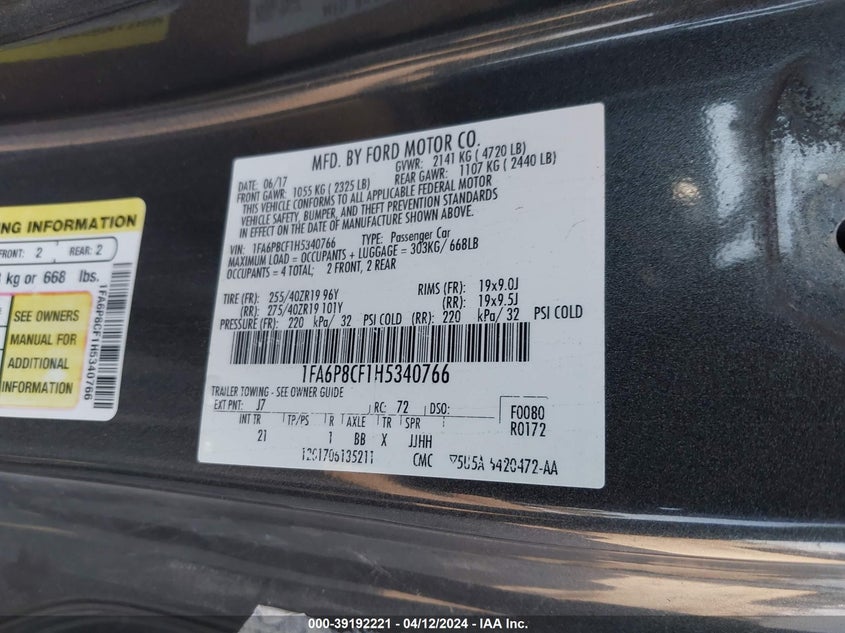 MFD. BY FORD MOTOR CO.
DATE: 06/17 GVWR: 2141 KG ( 4720 LB)
FRONT GAWR: 1055 KG ( 2325 LB) REAR GAWR: 1107 KG ( 2440 LB)
THIS VEHICLE CONFORMS TO ALL APPLICABLE FEDERAL MOTOR
VEHICLE SAFETY, BUMPER, AND THEFT PREVENTION STANDARDS
IN EFFECT ON THE DATE OF MANUFACTURE SHOWN ABOVE.
VIN: 1FA6P8CF1H5340766 TYPE: Passenger Car
MAXIMUM LOAD = OCCUPANTS + LUGGAGE = 303KG/ 668LB
OCCUPANTS = 4 TOTAL; 2 FRONT, 2 REAR
TIRE (FR): 255/40ZR19 96Y RIMS (FR): 19x9.0J
(RR): 275/40ZR19 101Y (RR): 19x9.5J
PRESSURE (FR): 220 kPa/ 32 PSI COLD (RR): 220 kPa/ 32 PSI COLD
1FA6P8CF1H5340766
TRAILER TOWING - SEE OWNER GUIDE
EXT PNT: J7 RC: 72 DSO: F0080
INT TR TP/PS R AXLE TR SPR R0172
21 1 BB X JJHH
CMC
ING INFORMATION
FRONT: 2 REAR: 2
kg or 668 lbs.
SEE OWNERS
MANUAL FOR
ADDITIONAL
INFORMATION
1FA6P8CF1H5340766
000-39192221 - 04/12/2024 - IAA Inc.